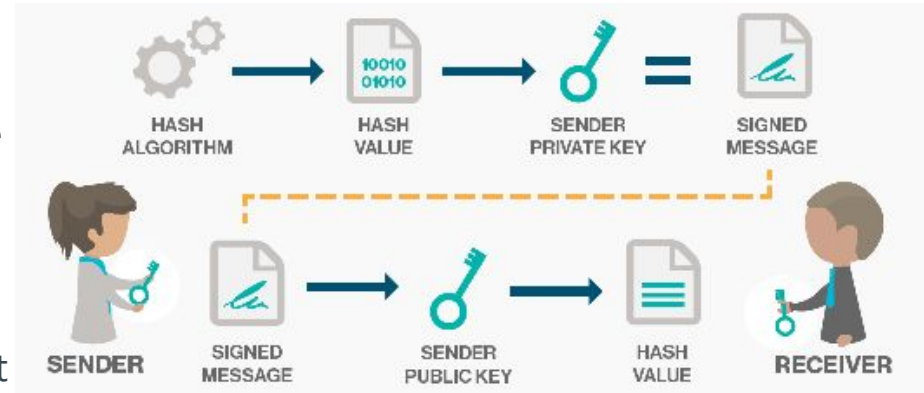 HASH
ALGORITHM
HASH
VALUE
SENDER
PRIVATE KEY
SIGNED
MESSAGE
10010
01010
SENDER
SIGNED
MESSAGE
SENDER
PUBLIC KEY
HASH
VALUE
RECEIVER
t